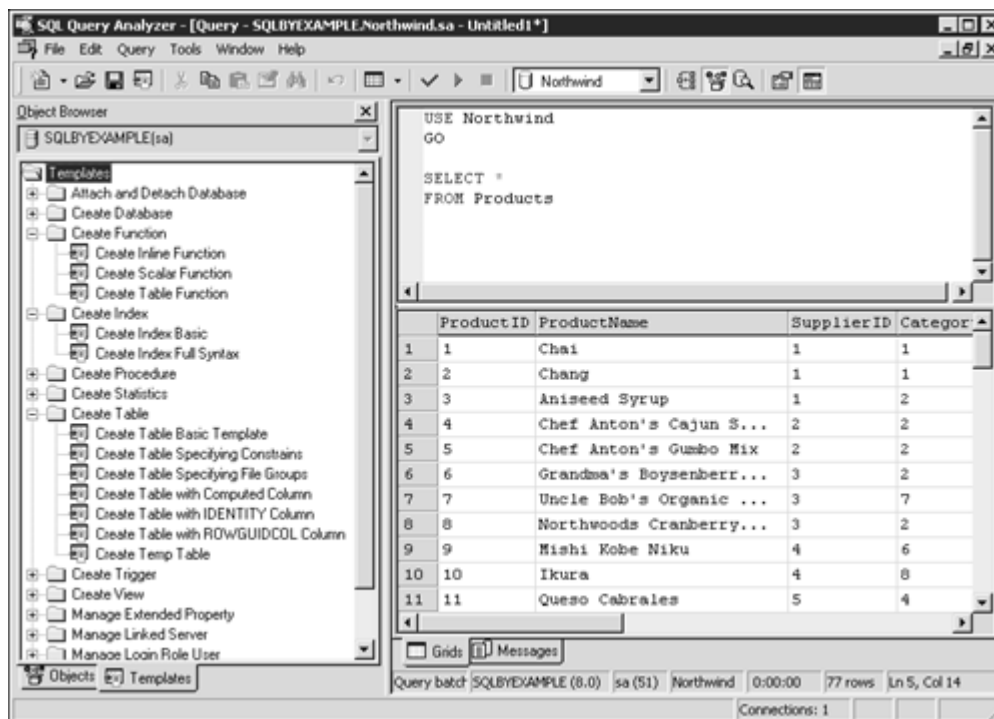 SQL Query Analyzer - [Query - SQLBYEXAMPLE.Northwind.sa - Untitled1*]
File Edit Query Tools Window Help
Northwind
Object Browser
SQLBYEXAMPLE(sa)
Templates
Attach and Detach Database
Create Database
Create Function
Create Inline Function
Create Scalar Function
Create Table Function
Create Index
Create Index Basic
Create Index Full Syntax
Create Procedure
Create Statistics
Create Table
Create Table Basic Template
Create Table Specifying Constrains
Create Table Specifying File Groups
Create Table with Computed Column
Create Table with IDENTITY Column
Create Table with ROWGUIDCOL Column
Create Temp Table
Create Trigger
Create View
Manage Extended Property
Manage Linked Server
Manage Login Role User
Objects Templates
USE Northwind
GO
SELECT *
FROM Products
ProductID ProductName SupplierID Categor
1 1 Chai 1 1
2 2 Chang 1 1
3 3 Aniseed Syrup 1 2
4 4 Chef Anton's Cajun S... 2 2
5 5 Chef Anton's Gumbo Mix 2 2
6 6 Grandma's Boysenberr... 3 2
7 7 Uncle Bob's Organic ... 3 7
8 8 Northwoods Cranberry... 3 2
9 9 Mishi Kobe Niku 4 6
10 10 Ikura 4 8
11 11 Queso Cabrales 5 4
Grids Messages
Query batch SQLBYEXAMPLE (8.0) sa (51) Northwind 0:00:00 77 rows Ln 5, Col 14
Connections: 1